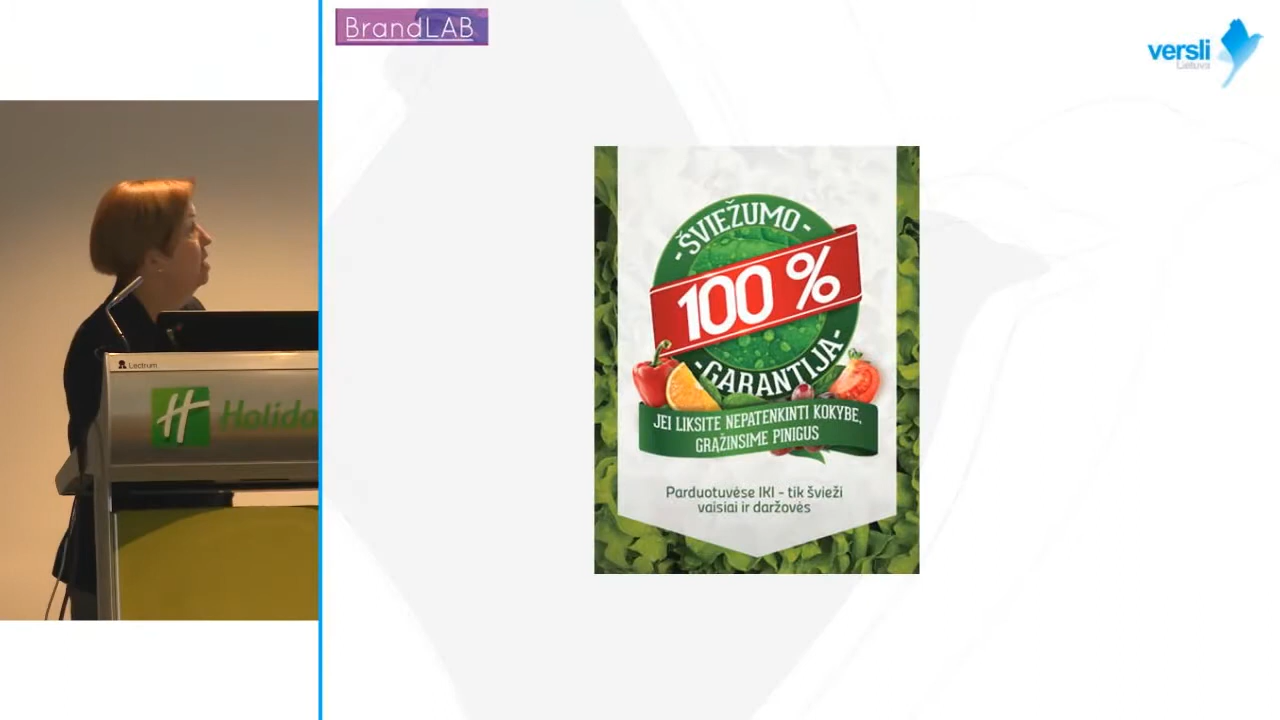 BrandLAB
versli
Lietuva
- ŠVIEŽUMO -
100 %
- GARANTIJA -
JEI LIKSITE NEPATENKINTI KOKYBE,
GRĄŽINSIME PINIGUS
Parduotuvėse IKI - tik švieži
vaisiai ir daržovės
Lectrum
H Holida